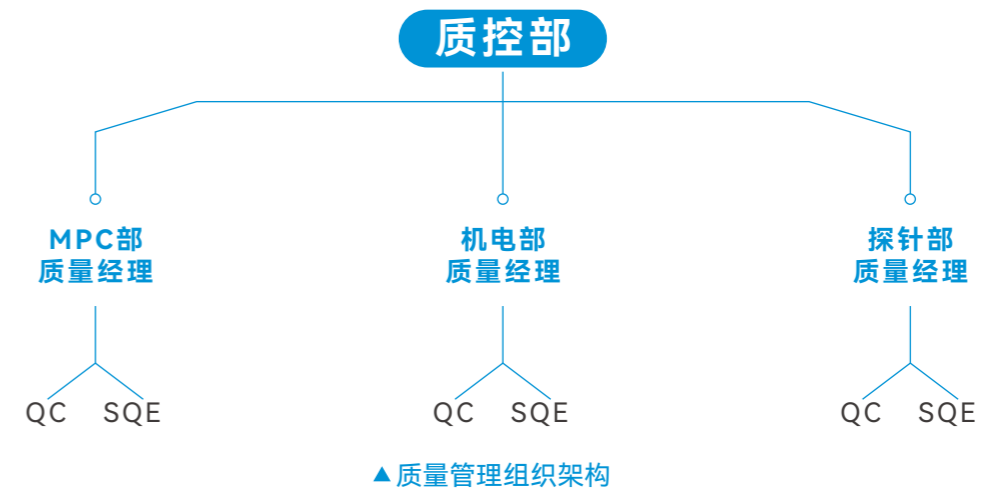 质控部
MPC部
质量经理
机电部
质量经理
探针部
质量经理
QC SQE
QC SQE
QC SQE
▲质量管理组织架构